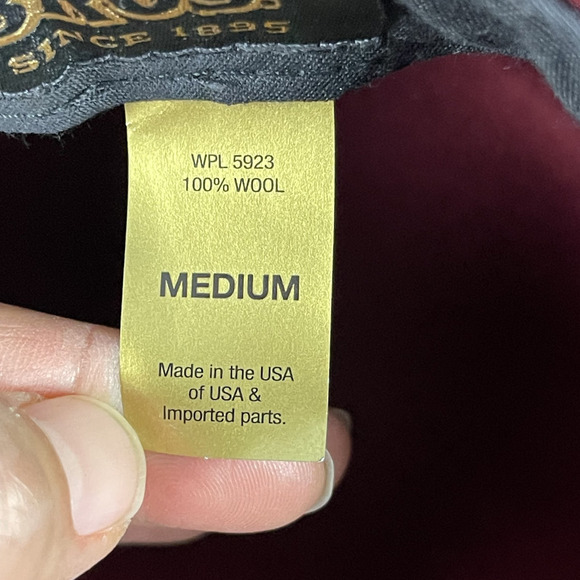 SINCE 1895
WPL 5923
100% WOOL
MEDIUM
Made in the USA
of USA &
Imported parts.